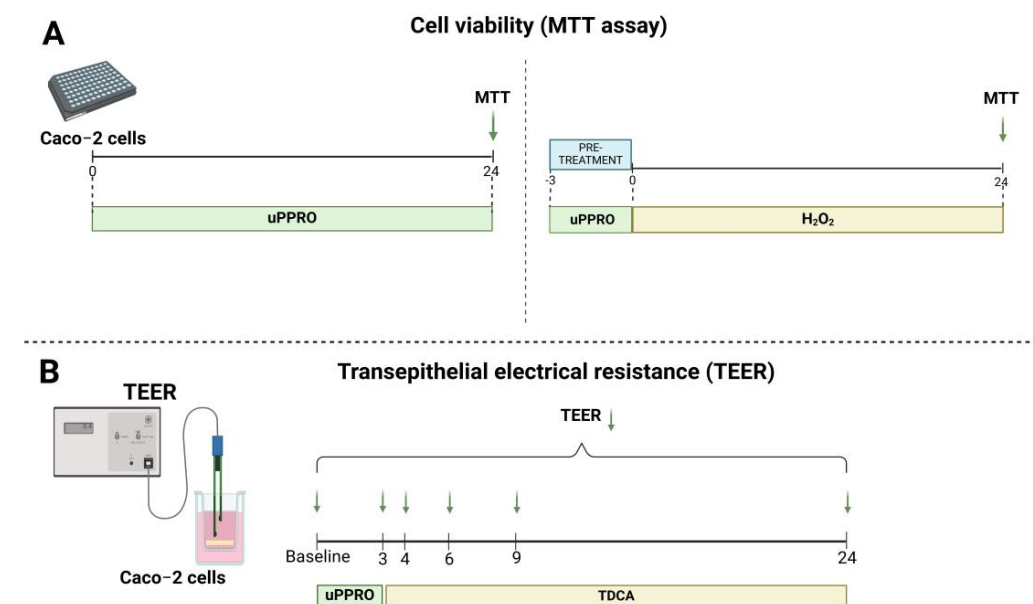 A
Cell viability (MTT assay)
Caco-2 cells
MTT
0
24
uPPRO
MTT
PRE-
TREATMENT
-3
0
24
uPPRO
H₂O₂
B
Transepithelial electrical resistance (TEER)
TEER
TEER
Baseline
3
4
6
9
24
Caco-2 cells
uPPRO
TDCA